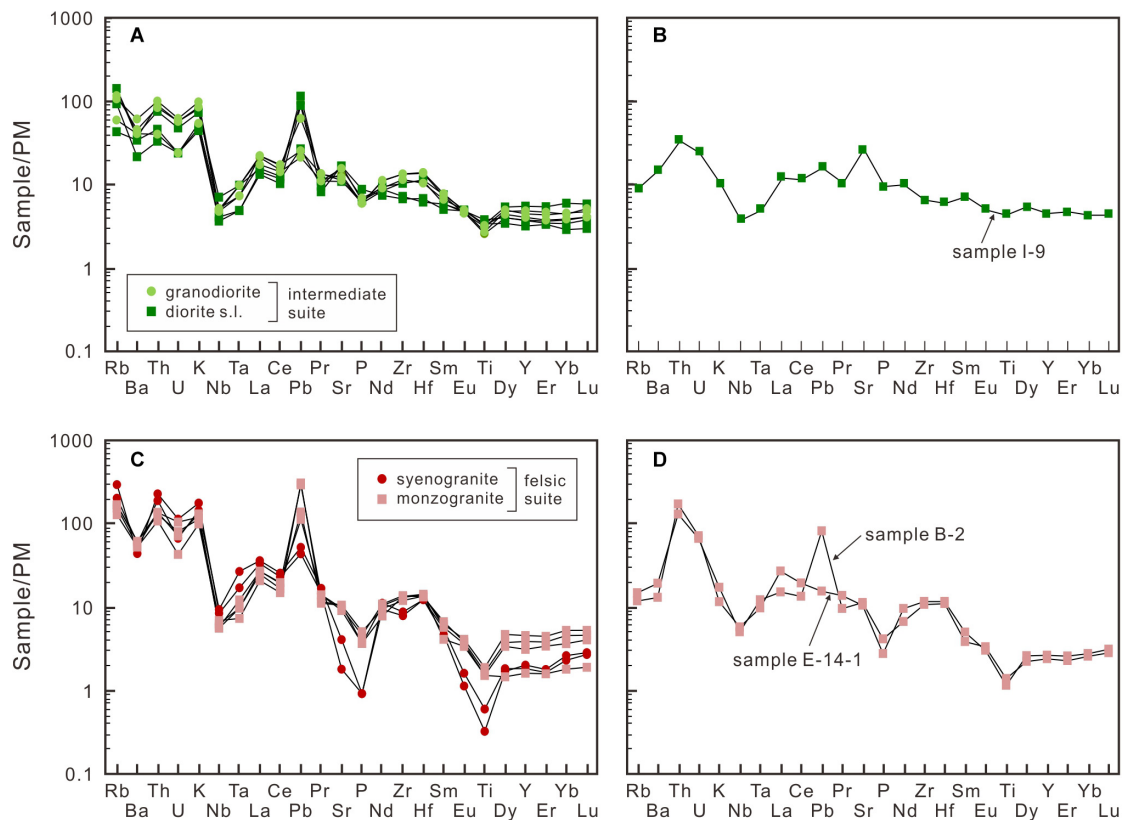 1000
100
10
1
0.1
Sample/PM
A
granodiorite
diorite s.l.
intermediate
suite
Rb Th K Ta Ce Pr P Zr Sm Ti Y Yb
Ba U Nb La Pb Sr Nd Hf Eu Dy Er Lu
B
sample I-9
Rb Th K Ta Ce Pr P Zr Sm Ti Y Yb
Ba U Nb La Pb Sr Nd Hf Eu Dy Er Lu
1000
100
10
1
0.1
Sample/PM
C
syenogranite
monzogranite
felsic
suite
Rb Th K Ta Ce Pr P Zr Sm Ti Y Yb
Ba U Nb La Pb Sr Nd Hf Eu Dy Er Lu
D
sample B-2
sample E-14-1
Rb Th K Ta Ce Pr P Zr Sm Ti Y Yb
Ba U Nb La Pb Sr Nd Hf Eu Dy Er Lu